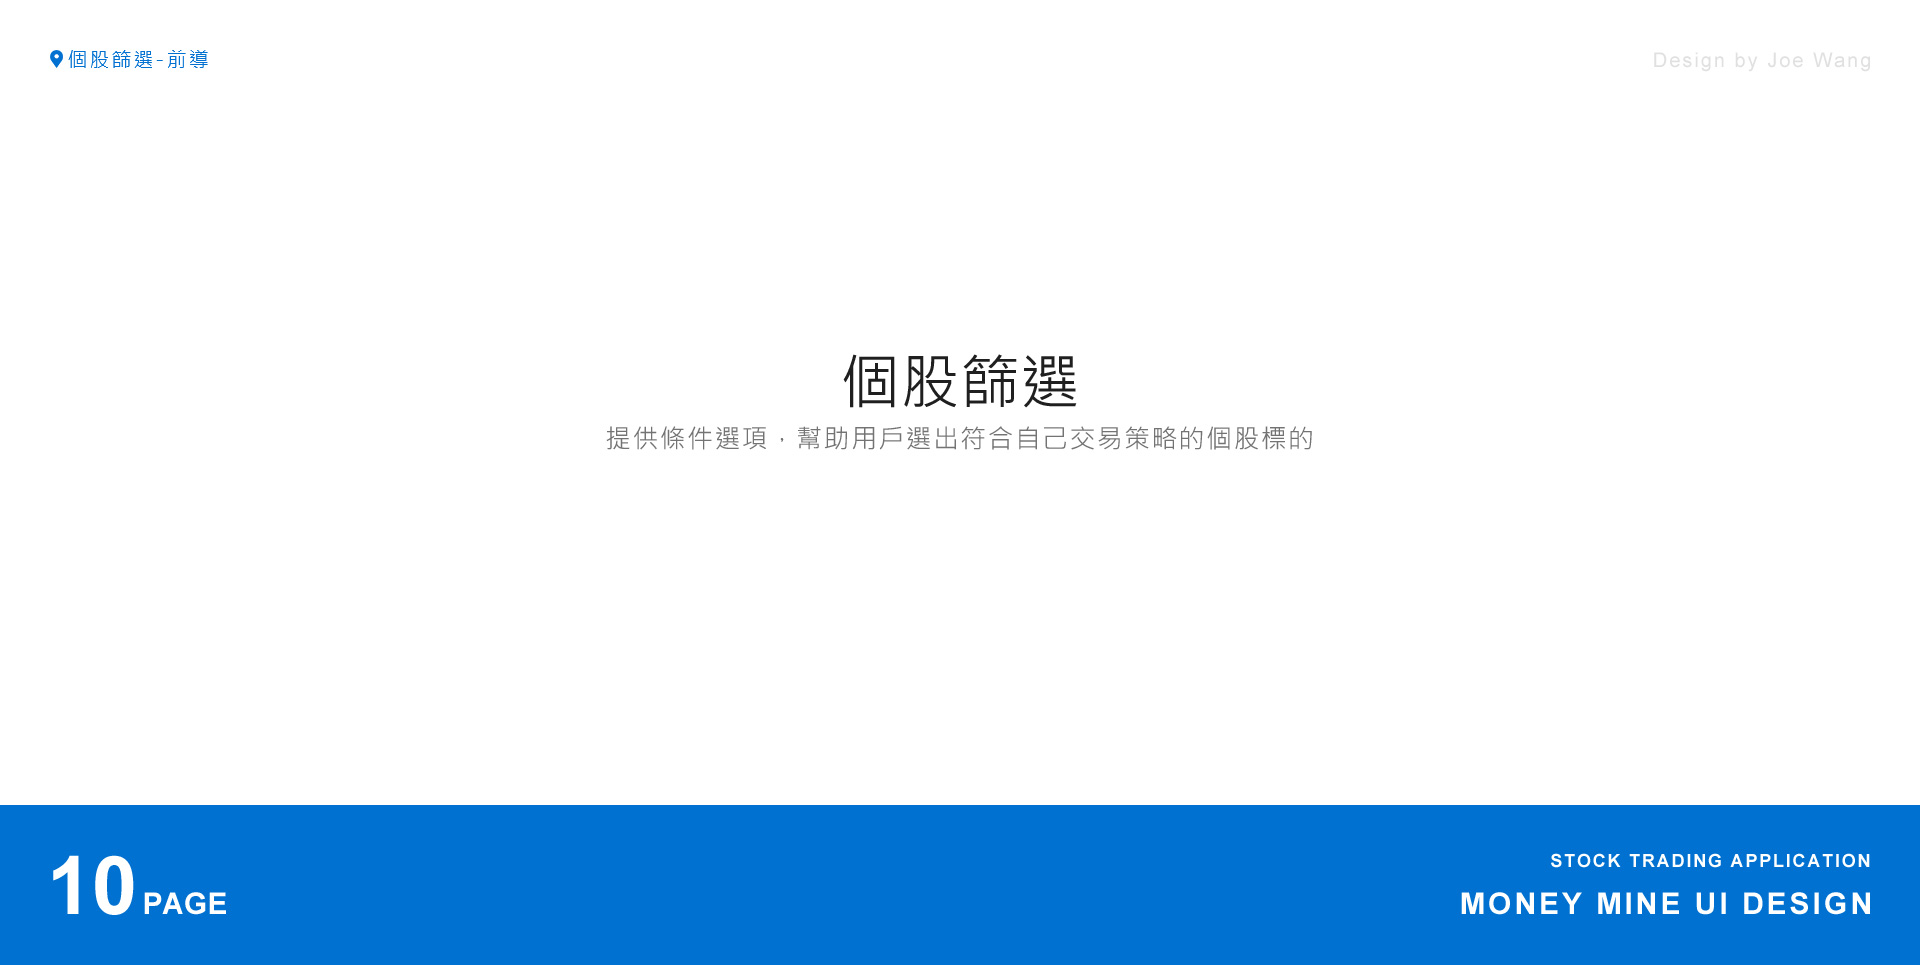 個股篩選-前導
Design by Joe Wang
個股篩選
提供條件選項，幫助用戶選出符合自己交易策略的個股標的
10 PAGE
STOCK TRADING APPLICATION
MONEY MINE UI DESIGN